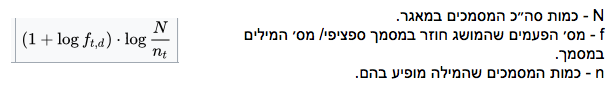 (1 + log f_{t,d}) · log \frac{N}{n_t}
N - כמות סה״כ המסמכים במאגר.
f - מס׳ הפעמים שהמושג חוזר במסמך ספציפי/ מס׳ המילים
במסמך.
n - כמות המסמכים שהמילה מופיע בהם.